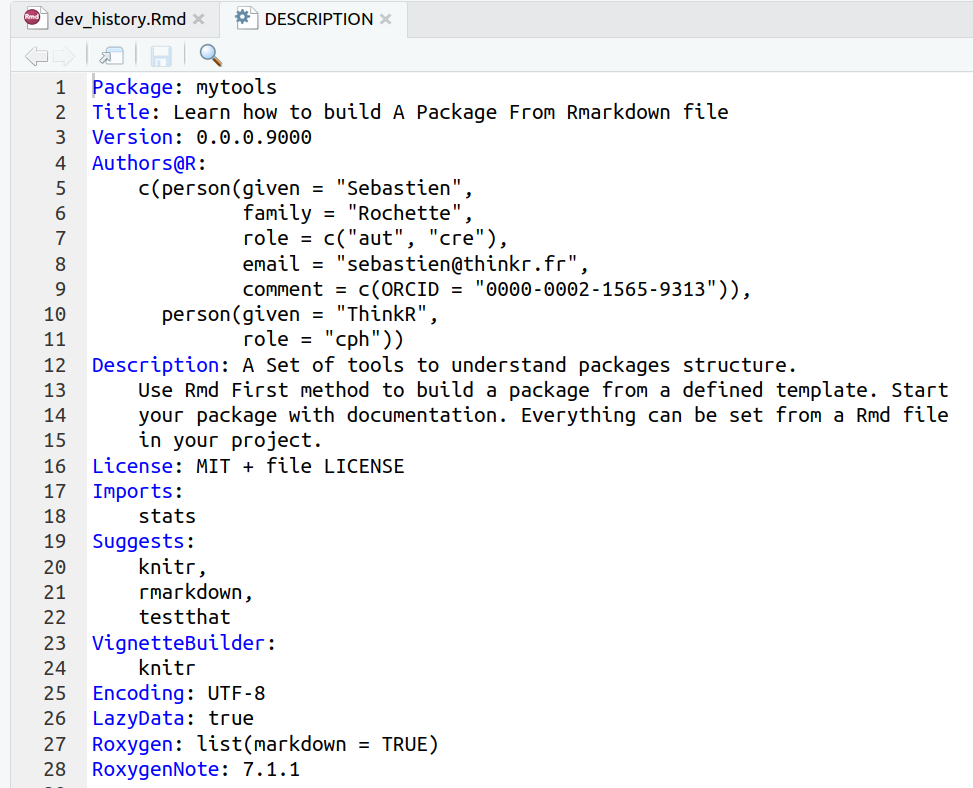 dev_history.Rmd DESCRIPTION
1 Package: mytools
2 Title: Learn how to build A Package From Rmarkdown file
3 Version: 0.0.0.9000
4 Authors@R:
5     c(person(given = "Sebastien",
6              family = "Rochette",
7              role = c("aut", "cre"),
8              email = "sebastien@thinkr.fr",
9              comment = c(ORCID = "0000-0002-1565-9313")),
10       person(given = "ThinkR",
11              role = "cph"))
12 Description: A Set of tools to understand packages structure.
13     Use Rmd First method to build a package from a defined template. Start
14     your package with documentation. Everything can be set from a Rmd file
15     in your project.
16 License: MIT + file LICENSE
17 Imports:
18     stats
19 Suggests:
20     knitr,
21     rmarkdown,
22     testthat
23 VignetteBuilder:
24     knitr
25 Encoding: UTF-8
26 LazyData: true
27 Roxygen: list(markdown = TRUE)
28 RoxygenNote: 7.1.1